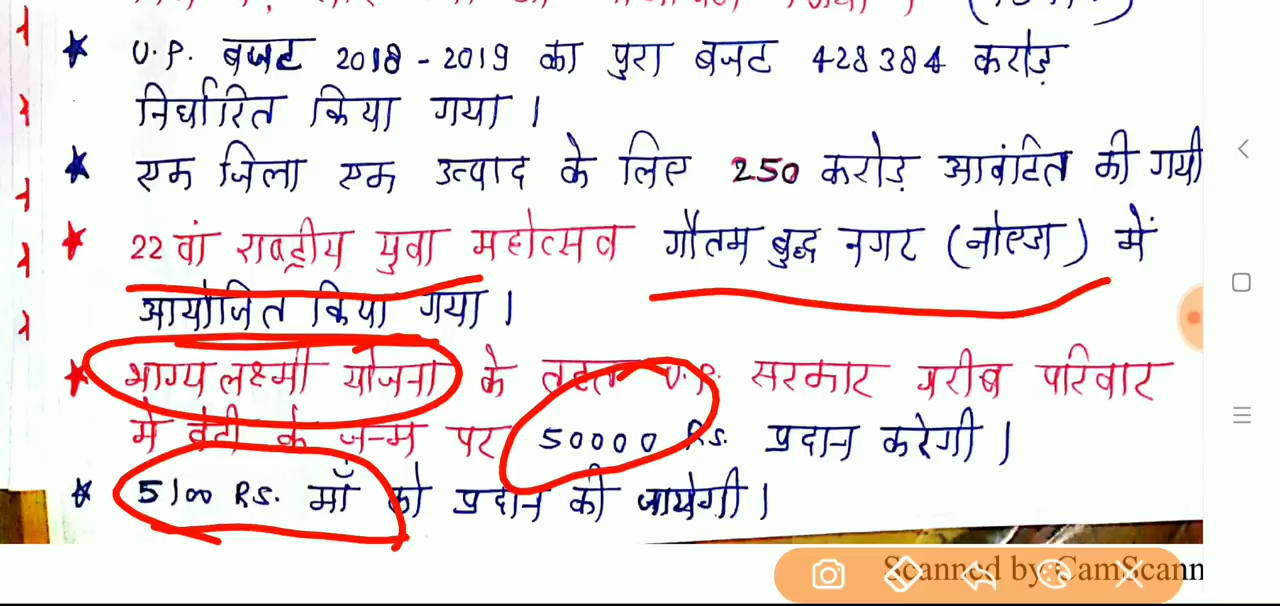 U.P. बजट 2018-2019 का पुरा बजट 428384 करोड़
निर्धारित किया गया।
एक जिला एक उत्पाद के लिए 250 करोड़ आवंटित की गयी
22 वां राष्ट्रीय युवा महोत्सव गौतम बुद्ध नगर (नोएडा) में
आयोजित किया गया।
भाग्य लक्ष्मी योजना के तहत U.P. सरकार गरीब परिवार
मे बेटी के जन्म पर 50000 Rs. प्रदान करेगी।
5100 Rs. माँ को प्रदान की जायेगी।
Scanned by CamScann